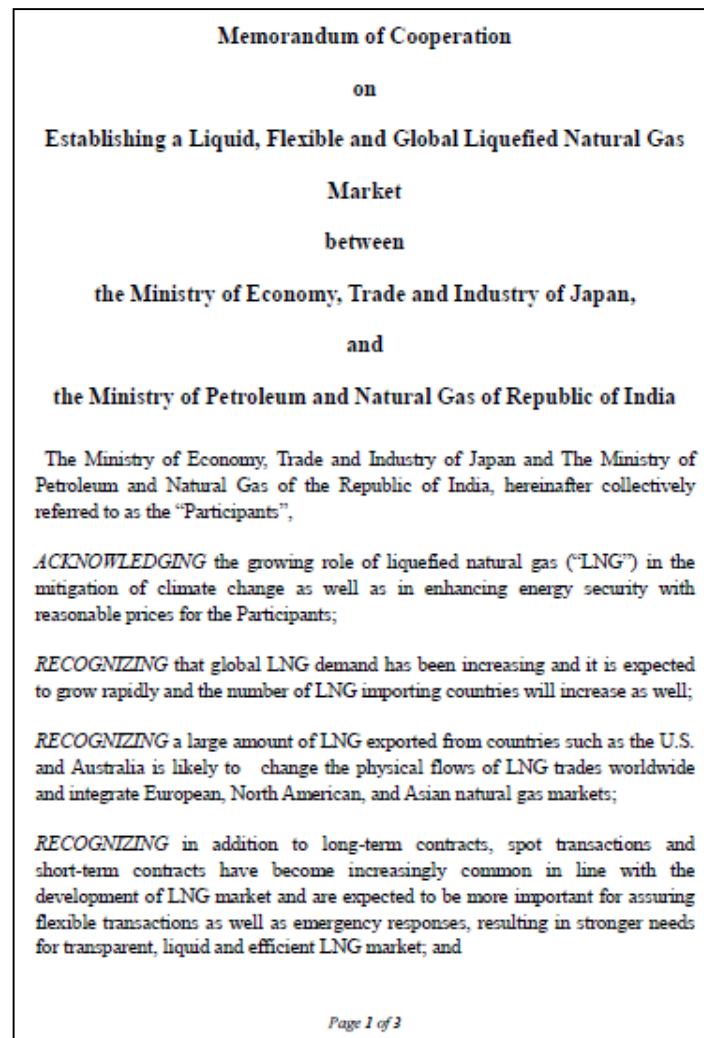 Memorandum of Cooperation
on
Establishing a Liquid, Flexible and Global Liquefied Natural Gas
Market
between
the Ministry of Economy, Trade and Industry of Japan,
and
the Ministry of Petroleum and Natural Gas of Republic of India
The Ministry of Economy, Trade and Industry of Japan and The Ministry of
Petroleum and Natural Gas of the Republic of India, hereinafter collectively
referred to as the “Participants”,
ACKNOWLEDGING the growing role of liquefied natural gas (“LNG”) in the
mitigation of climate change as well as in enhancing energy security with
reasonable prices for the Participants;
RECOGNIZING that global LNG demand has been increasing and it is expected
to grow rapidly and the number of LNG importing countries will increase as well;
RECOGNIZING a large amount of LNG exported from countries such as the U.S.
and Australia is likely to change the physical flows of LNG trades worldwide
and integrate European, North American, and Asian natural gas markets;
RECOGNIZING in addition to long-term contracts, spot transactions and
short-term contracts have become increasingly common in line with the
development of LNG market and are expected to be more important for assuring
flexible transactions as well as emergency responses, resulting in stronger needs
for transparent, liquid and efficient LNG market; and
Page 1 of 3